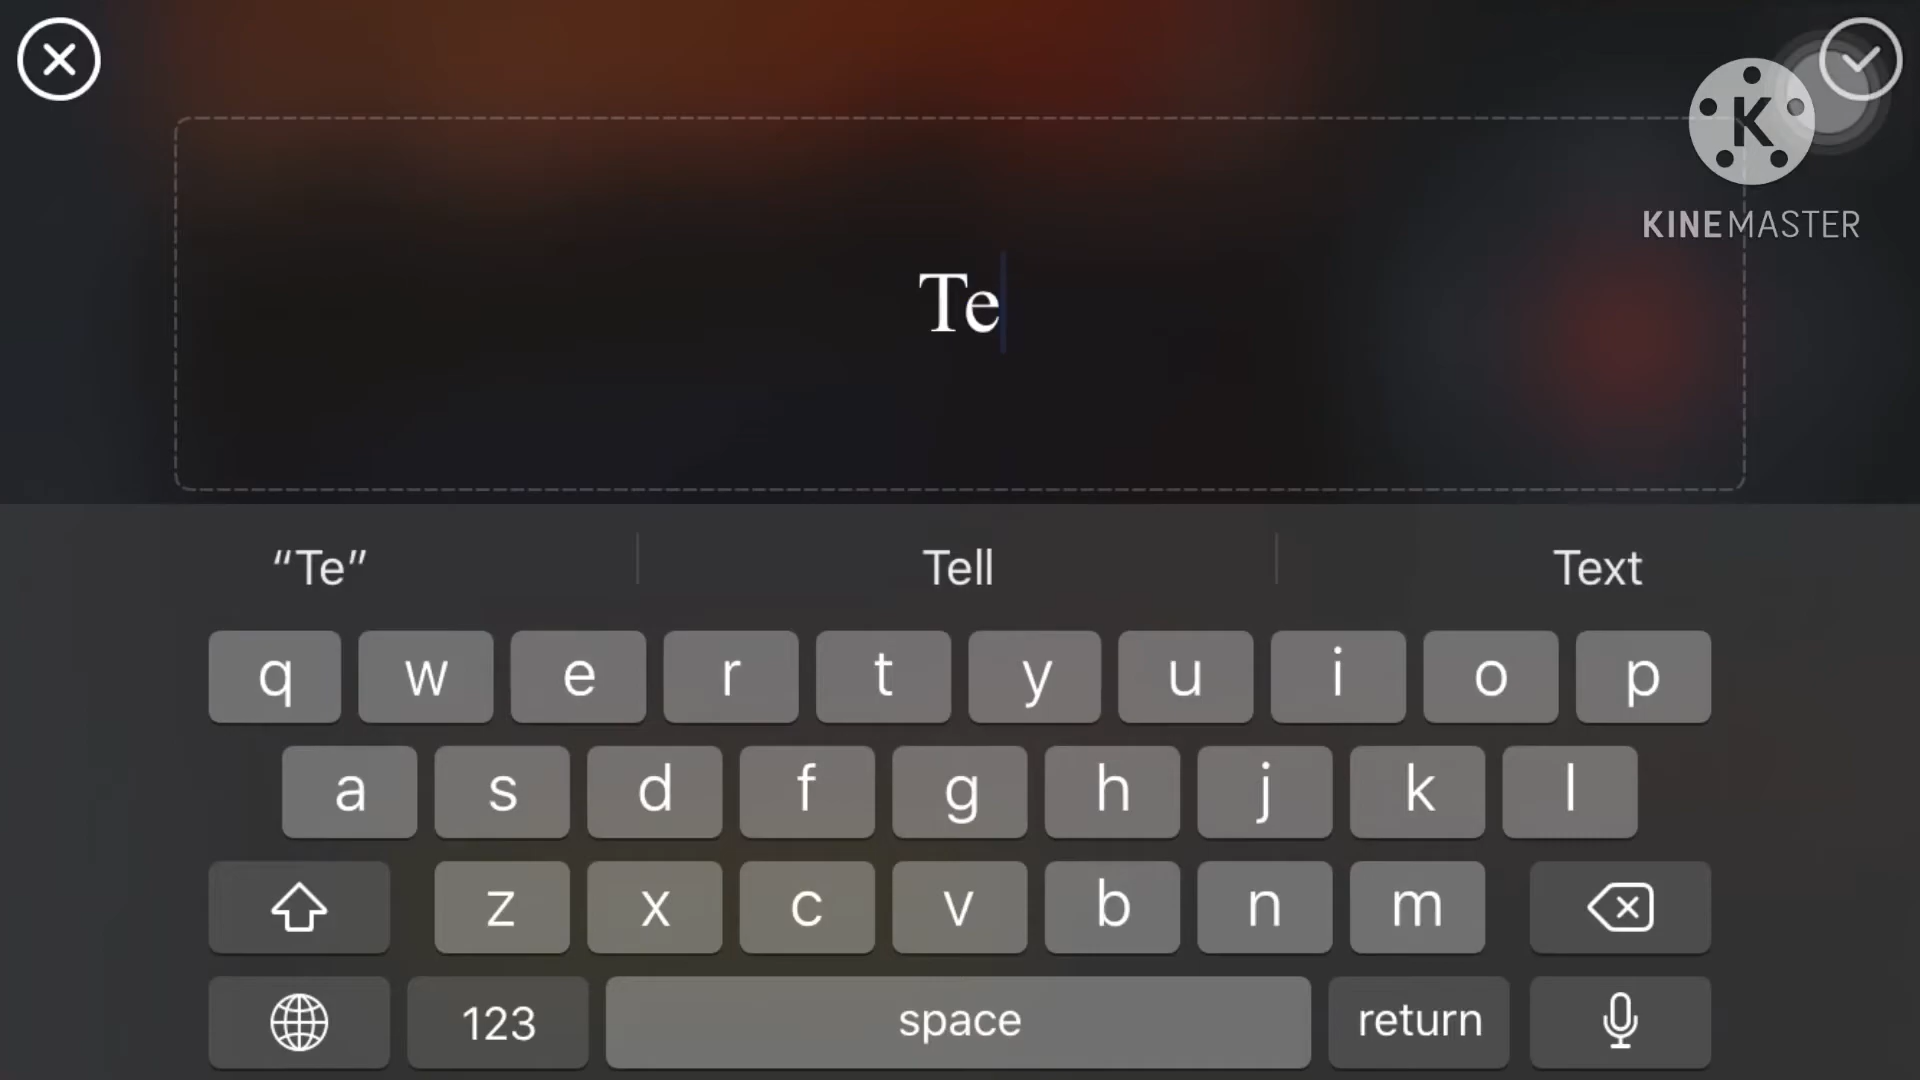 KINEMASTER
Te
“Te” Tell Text
q w e r t y u i o p
a s d f g h j k l
z x c v b n m
123 space return